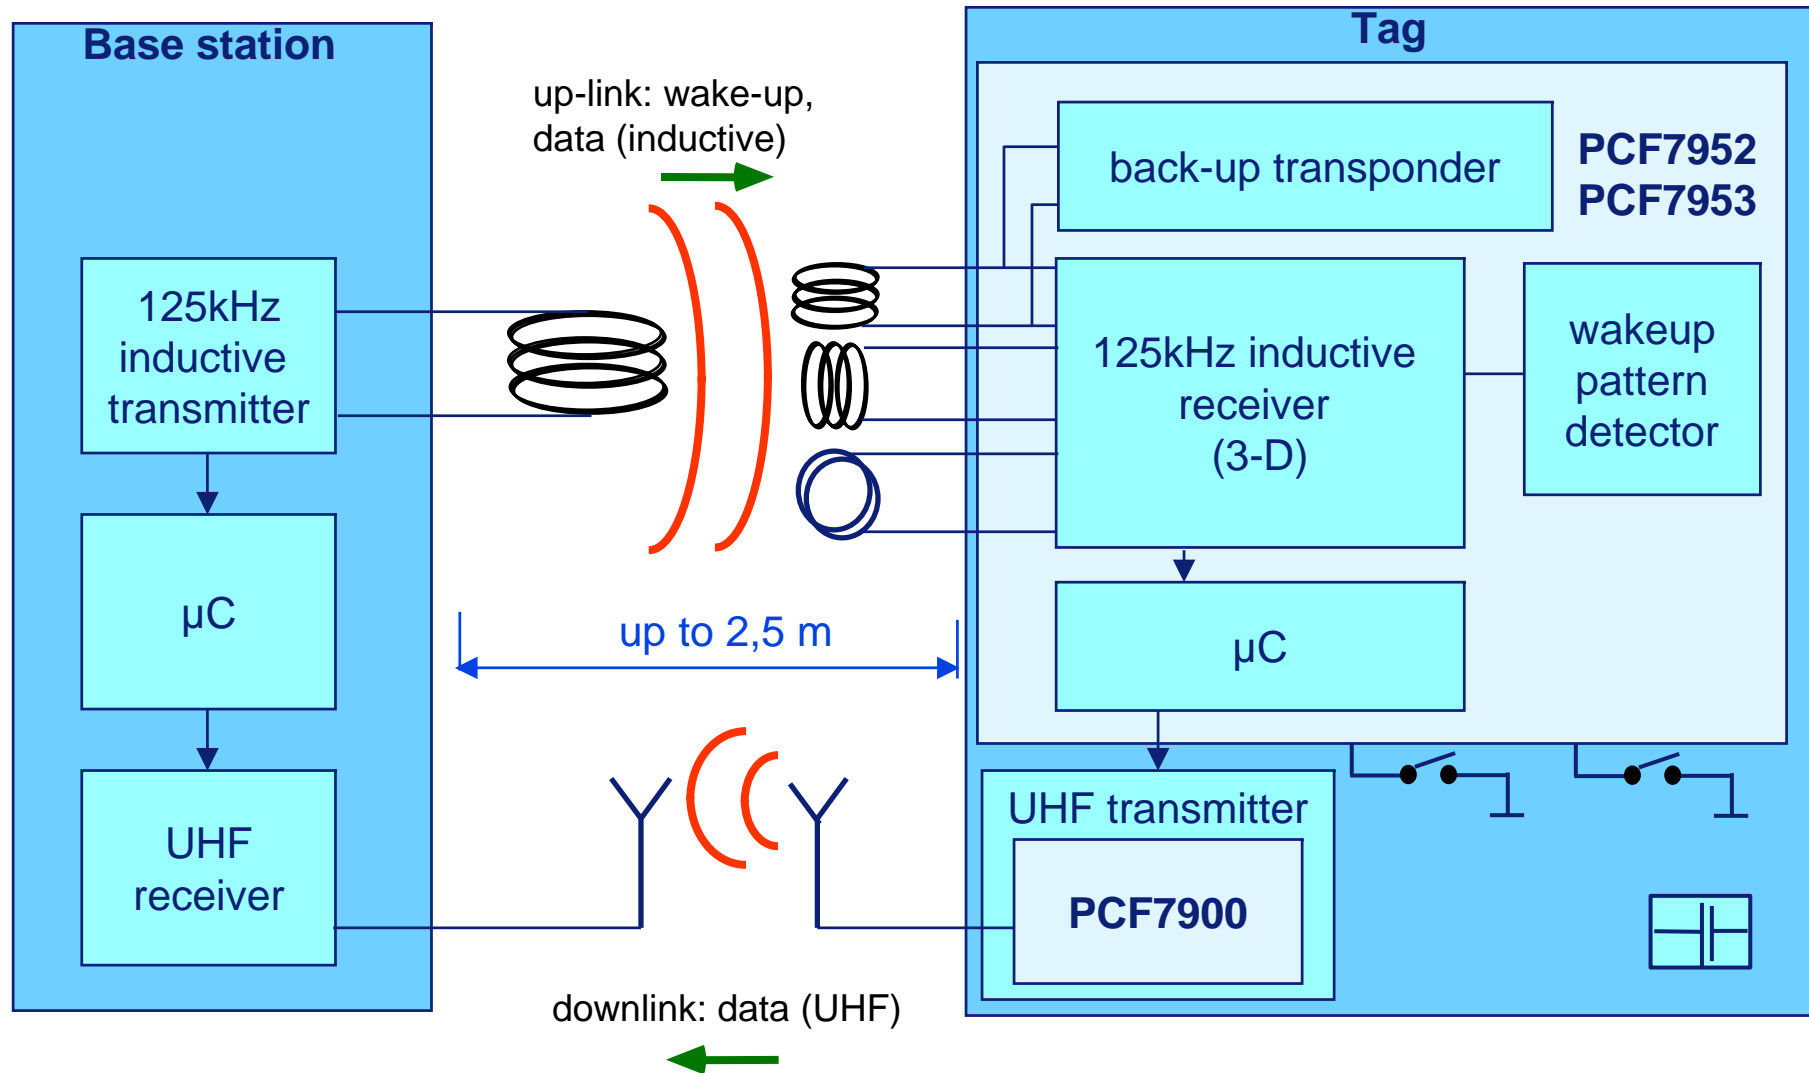 Base station
125kHz
inductive
transmitter
µC
UHF
receiver
up-link: wake-up,
data (inductive)
up to 2,5 m
downlink: data (UHF)
Tag
back-up transponder
PCF7952
PCF7953
125kHz inductive
receiver
(3-D)
wakeup
pattern
detector
µC
UHF transmitter
PCF7900